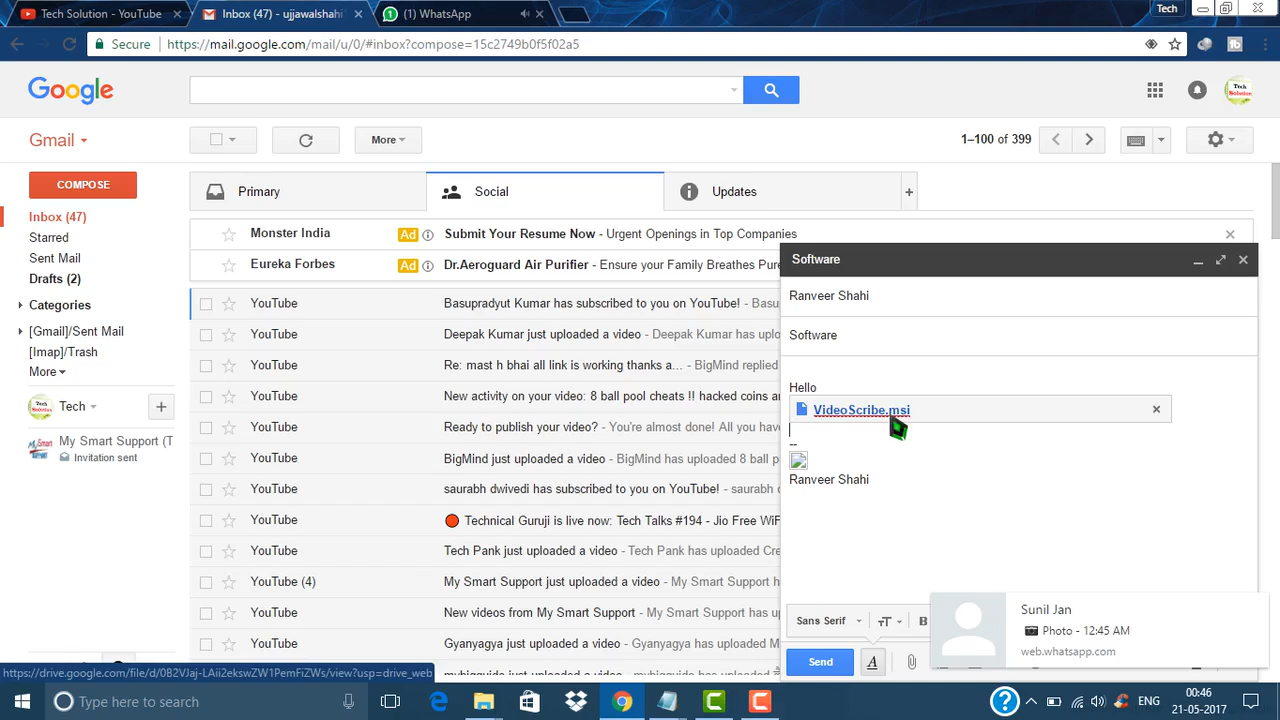 Tech Solution - YouTube
Inbox (47) - ujjawalshahi
(1) WhatsApp
Tech
Secure
https://mail.google.com/mail/u/0/#inbox?compose=15c2749b0f5f02a5
Google
Tech
Solution
Gmail
More
1–100 of 399
COMPOSE
Primary
Social
Updates
+
Inbox (47)
Starred
Sent Mail
Drafts (2)
Categories
[Gmail]/Sent Mail
[Imap]/Trash
More
Tech
+
My Smart Support (T
Invitation sent
Monster India Ad Submit Your Resume Now - Urgent Openings in Top Companies
Eureka Forbes Ad Dr.Aeroguard Air Purifier - Ensure your Family Breathes Pure
YouTube Basupradyut Kumar has subscribed to you on YouTube! - Basu
YouTube Deepak Kumar just uploaded a video - Deepak Kumar has uplo
YouTube Re: mast h bhai all link is working thanks a... - BigMind replied
YouTube New activity on your video: 8 ball pool cheats !! hacked coins an
YouTube Ready to publish your video? - You're almost done! All you hav
YouTube BigMind just uploaded a video - BigMind has uploaded 8 ball p
YouTube saurabh dwivedi has subscribed to you on YouTube! - saurabh d
YouTube Technical Guruji is live now: Tech Talks #194 - Jio Free WiF
YouTube Tech Pank just uploaded a video - Tech Pank has uploaded Cre
YouTube (4) My Smart Support just uploaded a video - My Smart Support ha
YouTube New videos from My Smart Support - My Smart Support has up
YouTube Gyanyagya just uploaded a video - Gyanyagya has uploaded
Software
Ranveer Shahi
Software
Hello
VideoScribe.msi
--
Ranveer Shahi
Sans Serif
B
Send
A
Sunil Jan
Photo - 12:45 AM
web.whatsapp.com
https://drive.google.com/file/d/0B2VJaj-LAii2ekswZW1PemFiZWs/view?usp=drive_web
Type here to search
ENG
00:46
21-05-2017